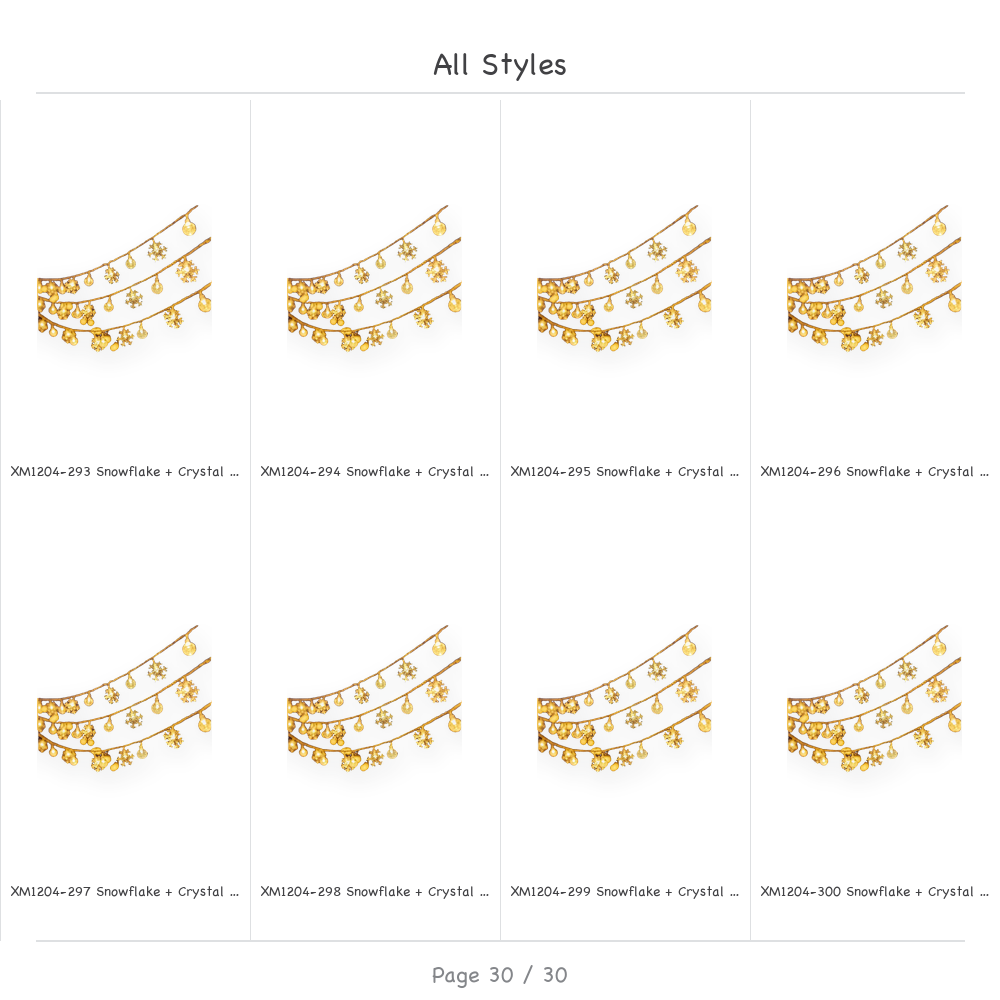 All Styles
XM1204-293 Snowflake + Crystal ...
XM1204-294 Snowflake + Crystal ...
XM1204-295 Snowflake + Crystal ...
XM1204-296 Snowflake + Crystal ...
XM1204-297 Snowflake + Crystal ...
XM1204-298 Snowflake + Crystal ...
XM1204-299 Snowflake + Crystal ...
XM1204-300 Snowflake + Crystal ...
Page 30 / 30